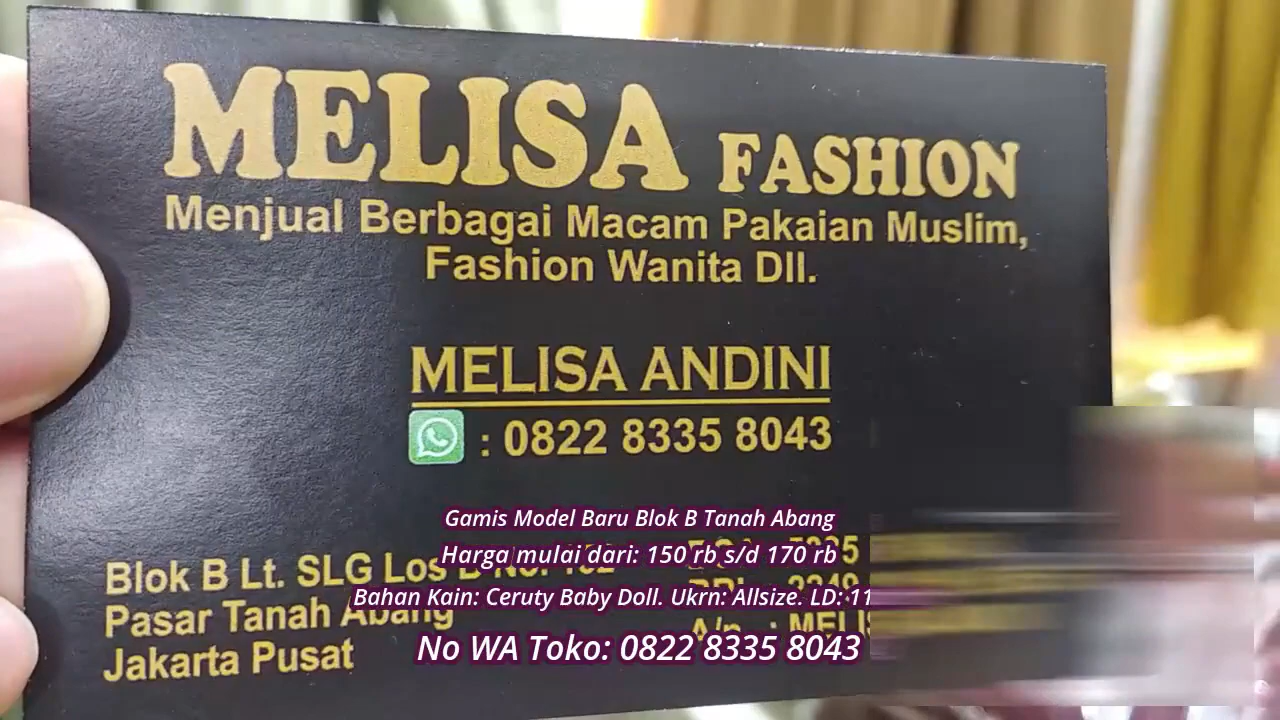 MELISA FASHION
Menjual Berbagai Macam Pakaian Muslim,
Fashion Wanita Dll.
MELISA ANDINI
: 0822 8335 8043
Gamis Model Baru Blok B Tanah Abang
Harga mulai dari: 150 rb s/d 170 rb
Bahan Kain: Ceruty Baby Doll. Ukrn: Allsize. LD:
No WA Toko: 0822 8335 8043
Blok B Lt. SLG Los
Pasar Tanah Abang
Jakarta Pusat